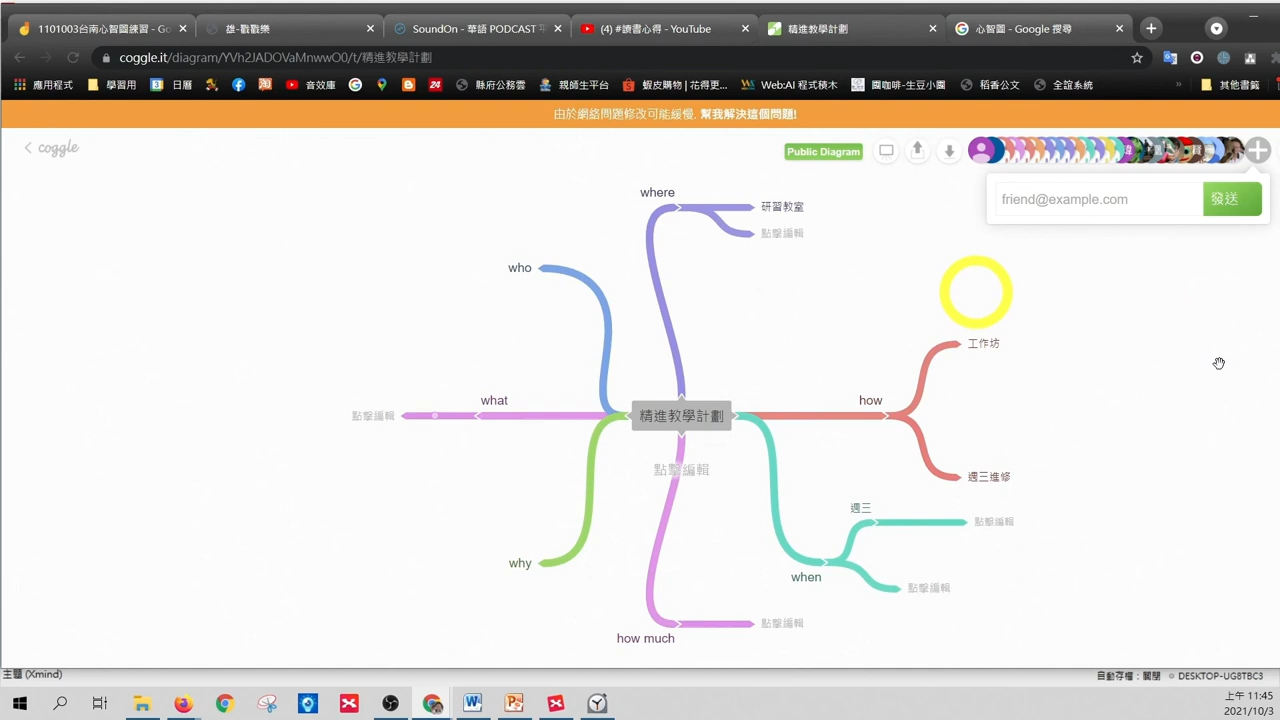 1101003台南心智圖練習 - Go
雄-戳戳樂
SoundOn - 華語 PODCAST 平
(4) #讀書心得 - YouTube
精進教學計劃
心智圖 - Google 搜尋
coggle.it/diagram/YVh2JADOVaMnwwO0/t/精進教學計劃
應用程式
學習用
日曆
音效庫
縣府公務雲
親師生平台
蝦皮購物 | 花得更...
Web:AI 程式積木
團咖啡-生豆小圈
稻香公文
全誼系統
其他書籤
由於網絡問題修改可能緩慢. 幫我解決這個問題!
coggle
Public Diagram
friend@example.com
發送
where
研習教室
點擊編輯
who
工作坊
what
點擊編輯
how
精進教學計劃
點擊編輯
週三進修
週三
點擊編輯
why
when
點擊編輯
點擊編輯
how much
主題 (Xmind)
自動存檔：關閉
DESKTOP-UG8TBC3
上午 11:45
2021/10/3